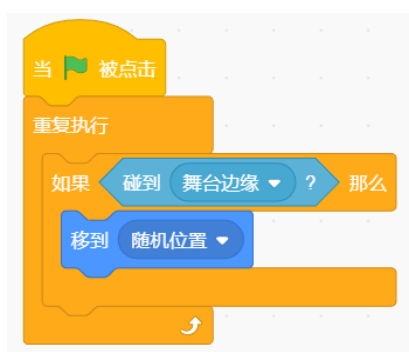 当 被点击
重复执行
如果 碰到 舞台边缘 ? 那么
移到 随机位置